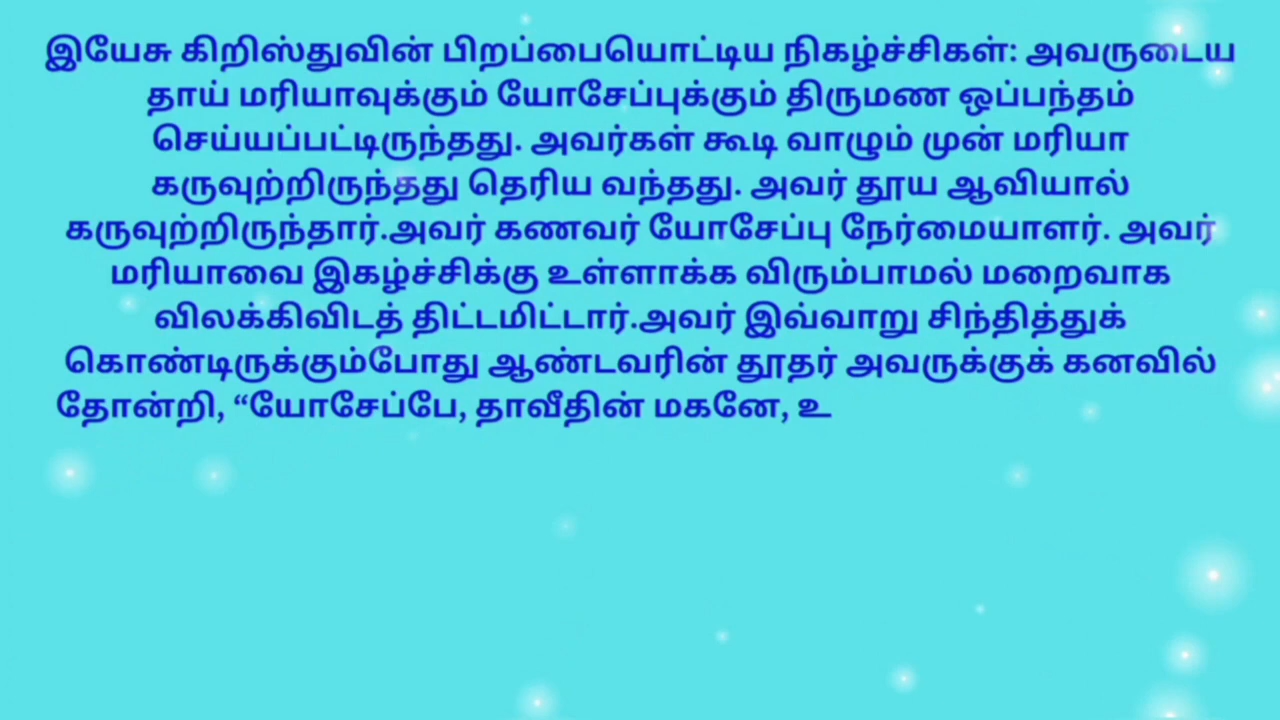 இயேசு கிறிஸ்துவின் பிறப்பையொட்டிய நிகழ்ச்சிகள்: அவருடைய
தாய் மரியாவுக்கும் யோசேப்புக்கும் திருமண ஒப்பந்தம்
செய்யப்பட்டிருந்தது. அவர்கள் கூடி வாழும் முன் மரியா
கருவுற்றிருந்தது தெரிய வந்தது. அவர் தூய ஆவியால்
கருவுற்றிருந்தார்.அவர் கணவர் யோசேப்பு நேர்மையாளர். அவர்
மரியாவை இகழ்ச்சிக்கு உள்ளாக்க விரும்பாமல் மறைவாக
விலக்கிவிடத் திட்டமிட்டார்.அவர் இவ்வாறு சிந்தித்துக்
கொண்டிருக்கும்போது ஆண்டவரின் தூதர் அவருக்குக் கனவில்
தோன்றி, “யோசேப்பே, தாவீதின் மகனே, உ